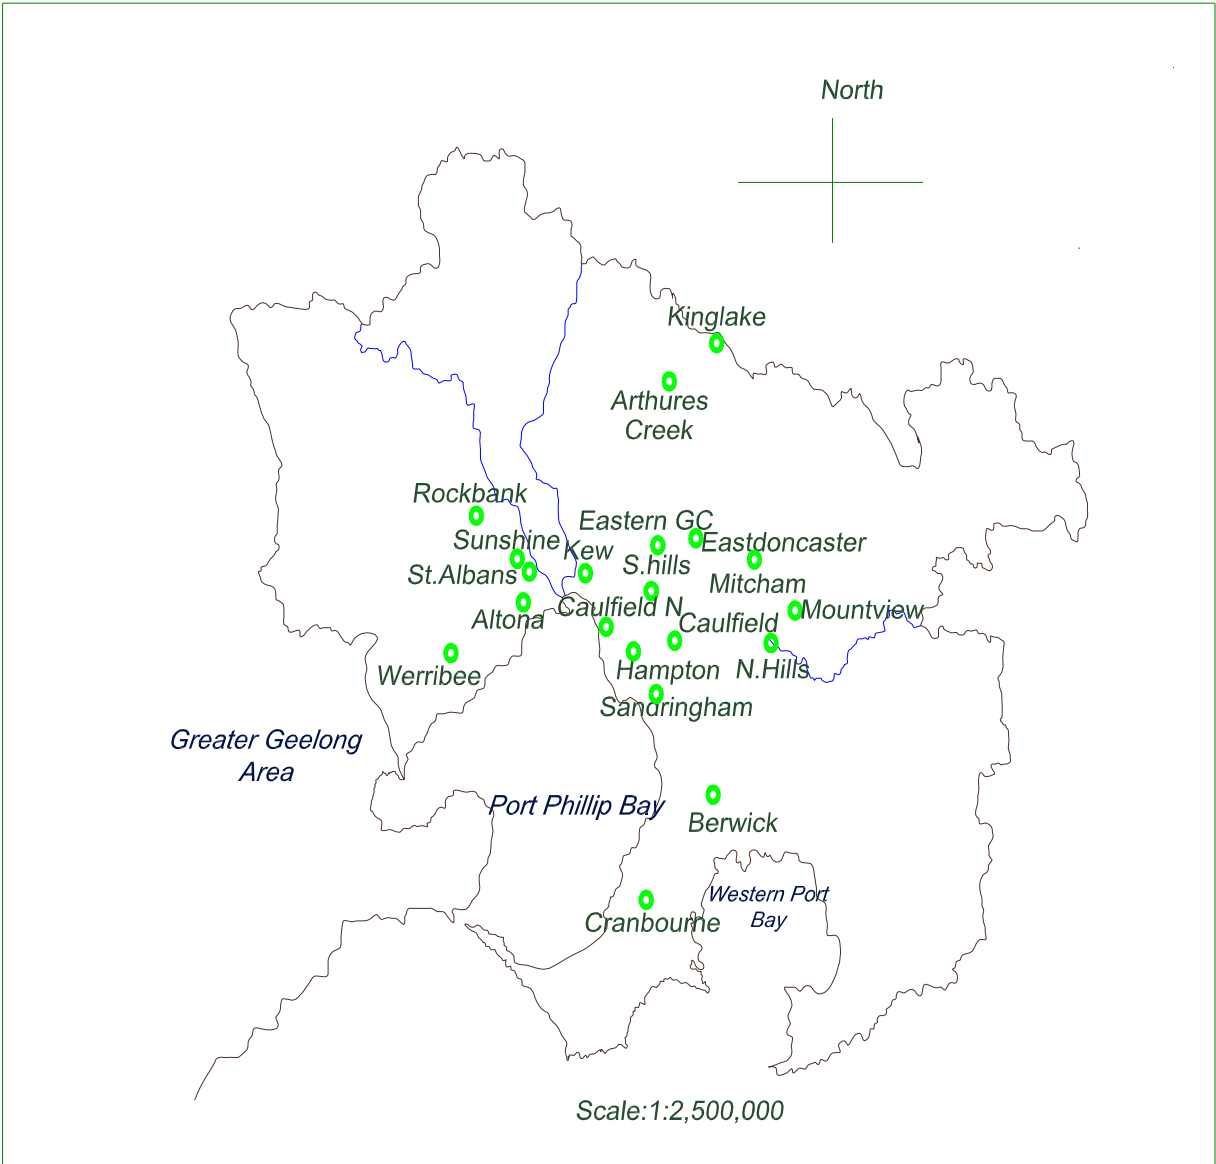 North
Kinglake
Arthures
Creek
Rockbank
Eastern GC
Sunshine
Kew
Eastdoncaster
S.hills
St.Albans
Mitcham
Caulfield N
Mountview
Altona
Caulfield
Hampton
N.Hills
Werribee
Sandringham
Greater Geelong
Area
Port Phillip Bay
Berwick
Western Port
Bay
Cranbourne
Scale:1:2,500,000